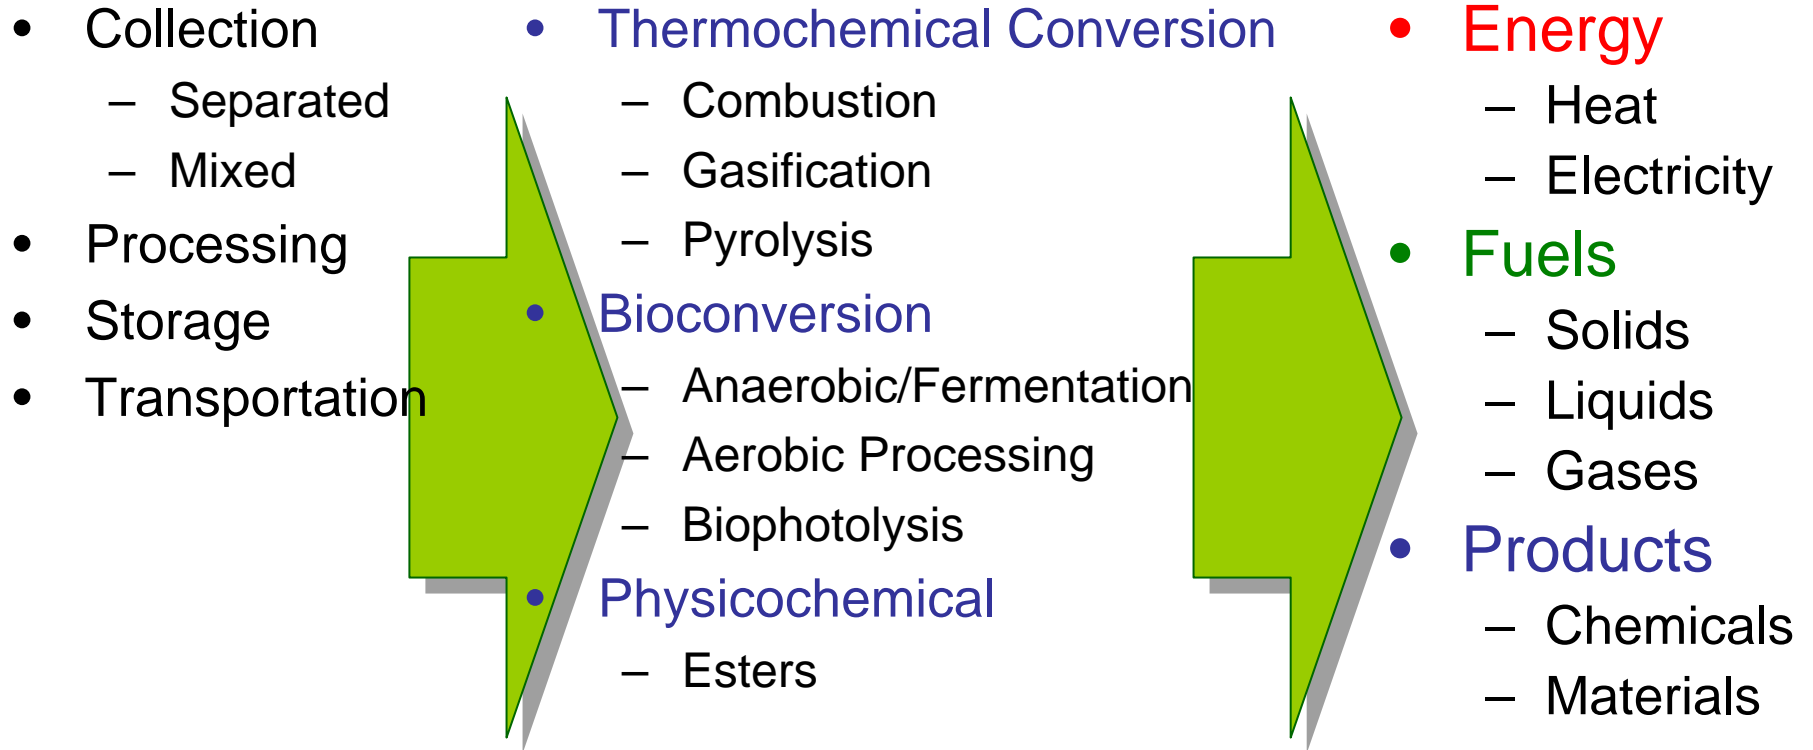 • Collection
– Separated
– Mixed
• Processing
• Storage
• Transportation
• Thermochemical Conversion
– Combustion
– Gasification
– Pyrolysis
• Bioconversion
– Anaerobic/Fermentation
– Aerobic Processing
– Biophotolysis
• Physicochemical
– Esters
• Energy
– Heat
– Electricity
• Fuels
– Solids
– Liquids
– Gases
• Products
– Chemicals
– Materials